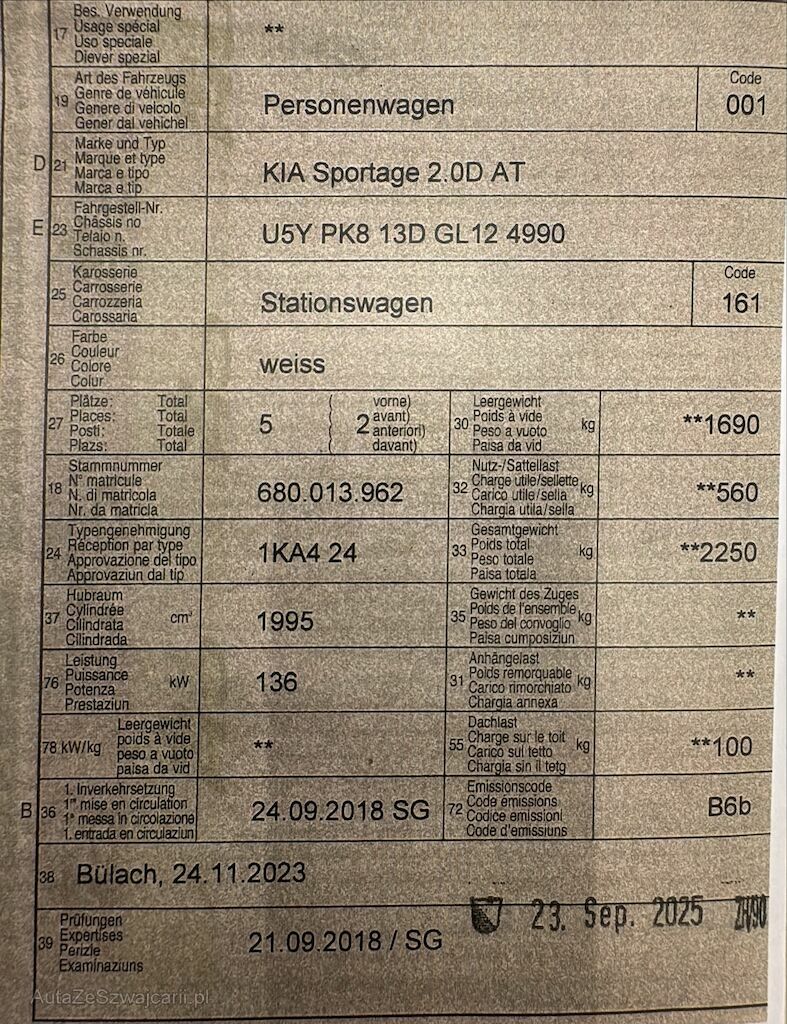 17 Bes. Verwendung
Usage spécial
Uso speciale
Diever spezial
**
19 Art des Fahrzeugs
Genre de véhicule
Genere di veicolo
Gener dal vehichel
Personenwagen
Code
001
D 21 Marke und Typ
Marque et type
Marca e tipo
Marca e tip
KIA Sportage 2.0D AT
E 23 Fahrgestell-Nr.
Châssis no
Telaio n.
Schassis nr.
U5Y PK8 13D GL12 4990
25 Karosserie
Carrosserie
Carrozzeria
Carossaria
Stationswagen
Code
161
26 Farbe
Couleur
Colore
Colur
weiss
27 Plätze: Total
Places: Total
Posti: Totale
Plazs: Total
5
( vorne)
( 2 avant)
( anteriori)
( davant)
30 Leergewicht
Poids à vide
Peso a vuoto
Paisa da vid
kg
**1690
18 Stammnummer
N° matricule
N. di matricola
Nr. da matricla
680.013.962
32 Nutz-/Sattellast
Charge utile/sellette
Carico utile/sella
Chargia utila/sella
kg
**560
24 Typengenehmigung
Réception par type
Approvazione del tipo
Approvaziun dal tip
1KA4 24
33 Gesamtgewicht
Poids total
Peso totale
Paisa totala
kg
**2250
37 Hubraum
Cylindrée
Cilindrata
Cilindrada
cm³
1995
35 Gewicht des Zuges
Poids de l'ensemble
Peso del convoglio
Paisa cumposiziun
kg
**
76 Leistung
Puissance
Potenza
Prestaziun
kW
136
31 Anhängelast
Poids remorquable
Carico rimorchiato
Chargia annexa
kg
**
78 kW/kg Leergewicht
poids à vide
peso a vuoto
paisa da vid
**
55 Dachlast
Charge sur le toit
Carico sul tetto
Chargia sin il tetg
kg
**100
B 36 1. Inverkehrsetzung
1re mise en circulation
1a messa in circolazione
1. entrada en circulaziun
24.09.2018 SG
72 Emissionscode
Code émissions
Codice emissioni
Code d'emissiuns
B6b
38 Bülach, 24.11.2023
23. Sep. 2025 ZH90
39 Prüfungen
Expertises
Perizie
Examinaziuns
21.09.2018 / SG
AutaZeSzwajcarii.pl